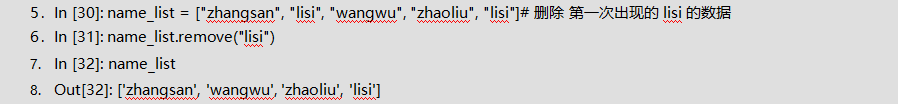 5. In [30]: name_list = ["zhangsan", "lisi", "wangwu", "zhaoliu", "lisi"]# 删除 第一次出现的 lisi 的数据
6. In [31]: name_list.remove("lisi")
7. In [32]: name_list
8. Out[32]: ['zhangsan', 'wangwu', 'zhaoliu', 'lisi']